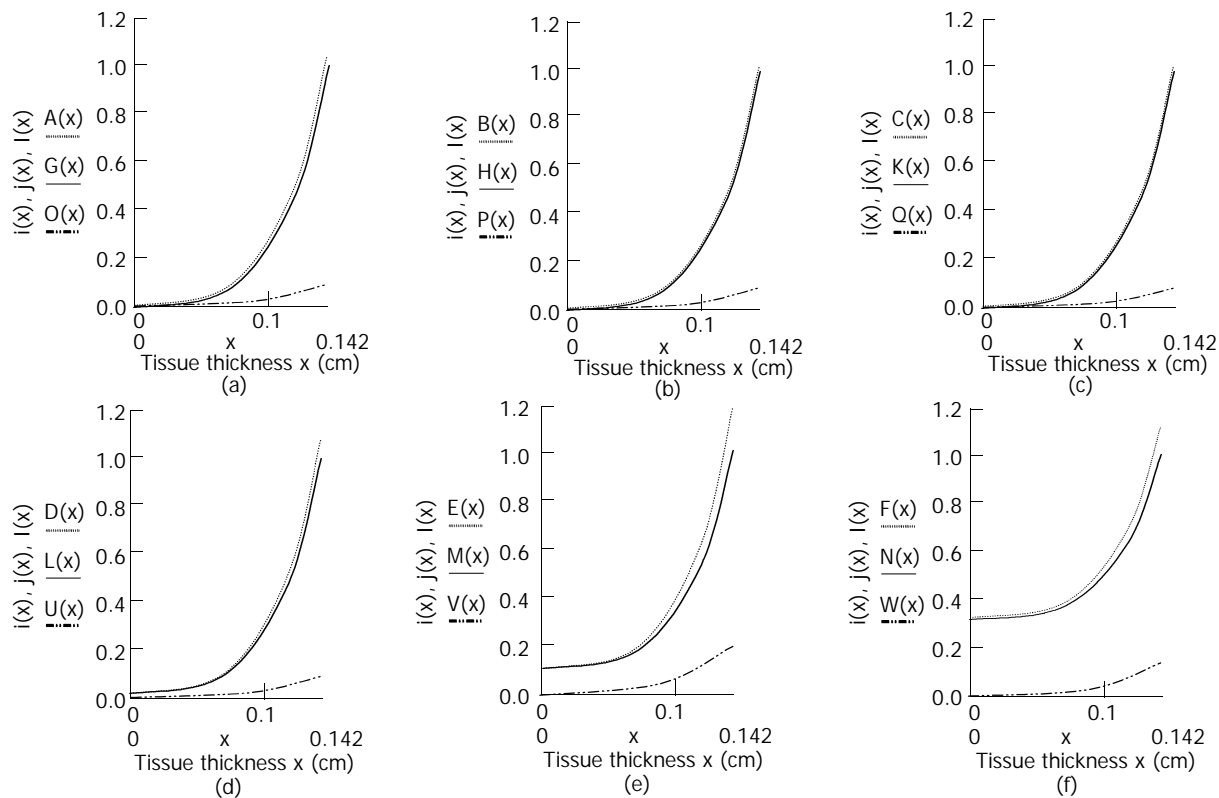 1.2
1.0
0.8
0.6
0.4
0.2
0.0
i(x), j(x), I(x)
A(x)
G(x)
O(x)
0
0.1
0
x
0.142
Tissue thickness x (cm)
(a)
1.2
1.0
0.8
0.6
0.4
0.2
0.0
i(x), j(x), I(x)
B(x)
H(x)
P(x)
0
0.1
0
x
0.142
Tissue thickness x (cm)
(b)
1.2
1.0
0.8
0.6
0.4
0.2
0.0
i(x), j(x), I(x)
C(x)
K(x)
Q(x)
0
0.1
0
x
0.142
Tissue thickness x (cm)
(c)
1.2
1.0
0.8
0.6
0.4
0.2
0.0
i(x), j(x), I(x)
D(x)
L(x)
U(x)
0
0.1
0
x
0.142
Tissue thickness x (cm)
(d)
1.2
1.0
0.8
0.6
0.4
0.2
0.0
i(x), j(x), I(x)
E(x)
M(x)
V(x)
0
0.1
0
x
0.142
Tissue thickness x (cm)
(e)
1.2
1.0
0.8
0.6
0.4
0.2
0.0
i(x), j(x), I(x)
F(x)
N(x)
W(x)
0
0.1
0
x
0.142
Tissue thickness x (cm)
(f)